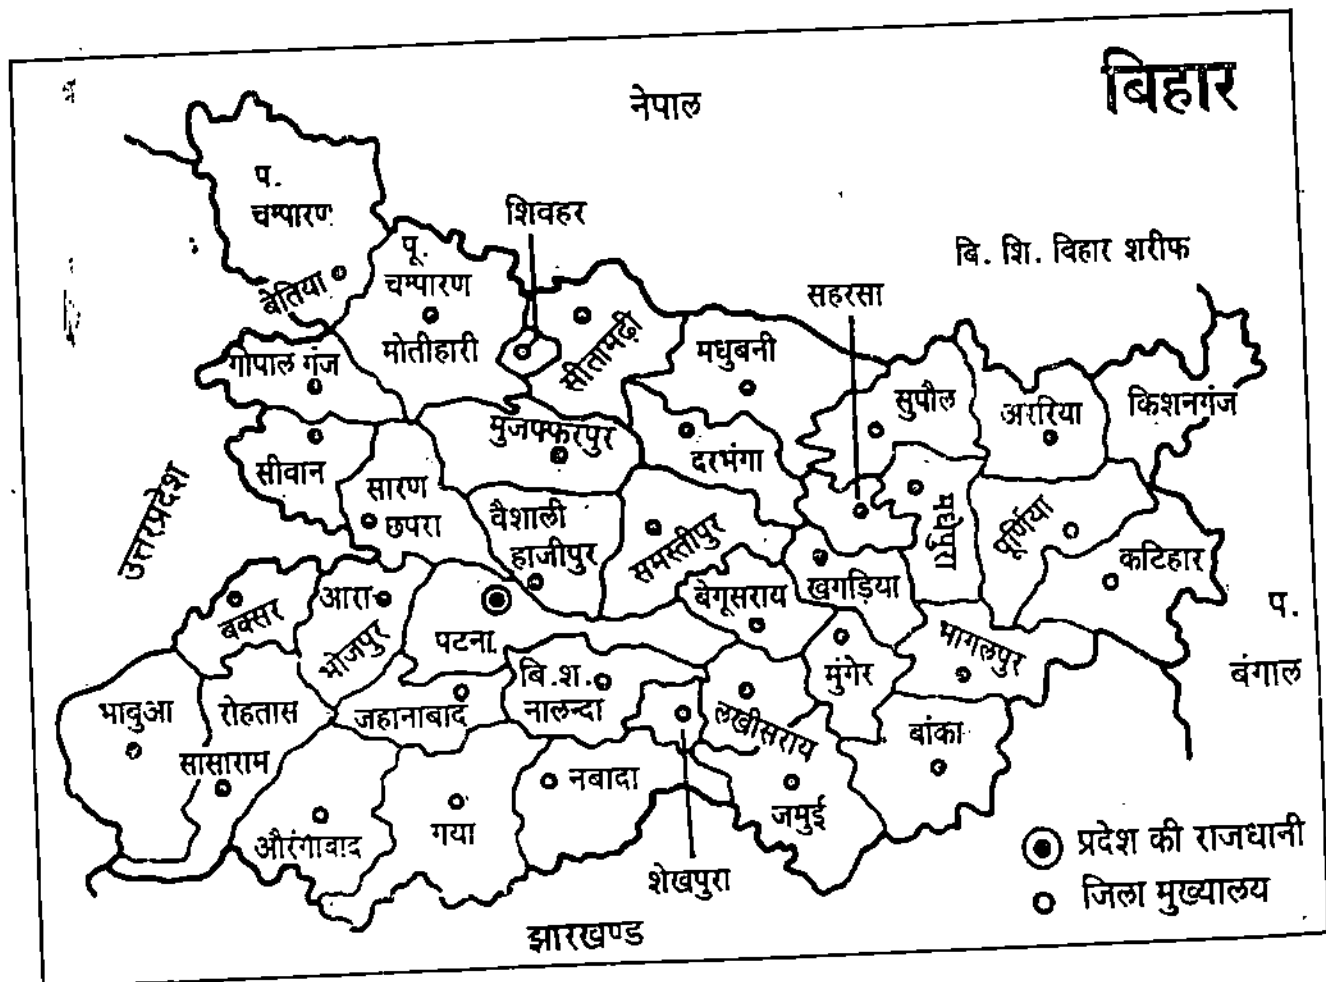 बिहार
नेपाल
प.
चम्पारण
शिवहर
पू.
चम्पारण
बि. शि. बिहार शरीफ
बेतिया
सहरसा
मोतीहारी
सीतामढ़ी
मधुबनी
गोपाल गंज
सुपौल
अररिया
किशनगंज
मुजफ्फरपुर
दरभंगा
सीवान
सारण
छपरा
वैशाली
हाजीपुर
समस्तीपुर
मधेपुरा
पूर्णिया
कटिहार
उत्तरप्रदेश
बक्सर
आरा
भोजपुर
पटना
बेगूसराय
खगड़िया
भागलपुर
प.
बंगाल
मुंगेर
भाबुआ
रोहतास
सासाराम
जहानाबाद
बि.श.
नालन्दा
लखीसराय
बांका
नबादा
जमुई
औरंगाबाद
गया
शेखपुरा
प्रदेश की राजधानी
जिला मुख्यालय
झारखण्ड